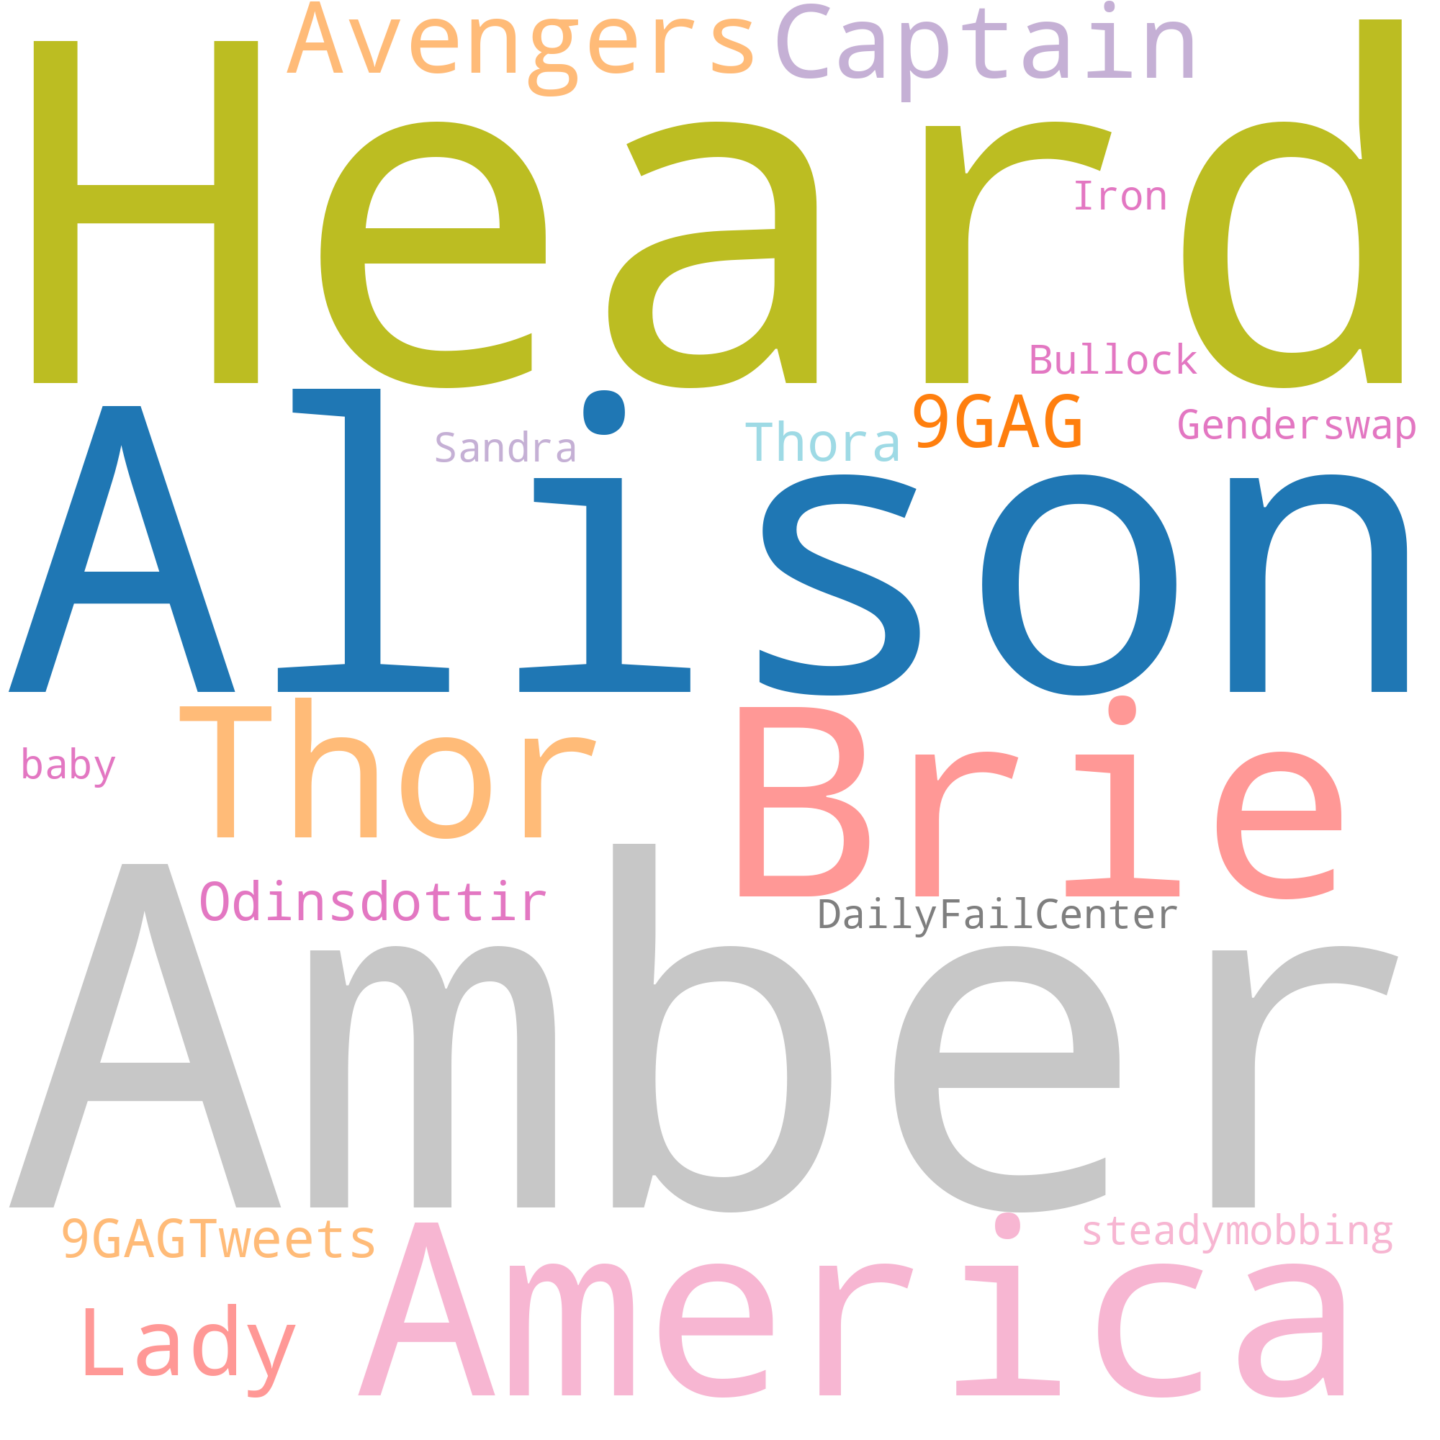 Avengers Captain
Heard
Iron
Bullock
9GAG
Genderswap
Sandra
Thora
Alison
Thor
Brie
baby
Odinsdottir
DailyFailCenter
Amber
9GAGTweets
steadymobbing
America
Lady